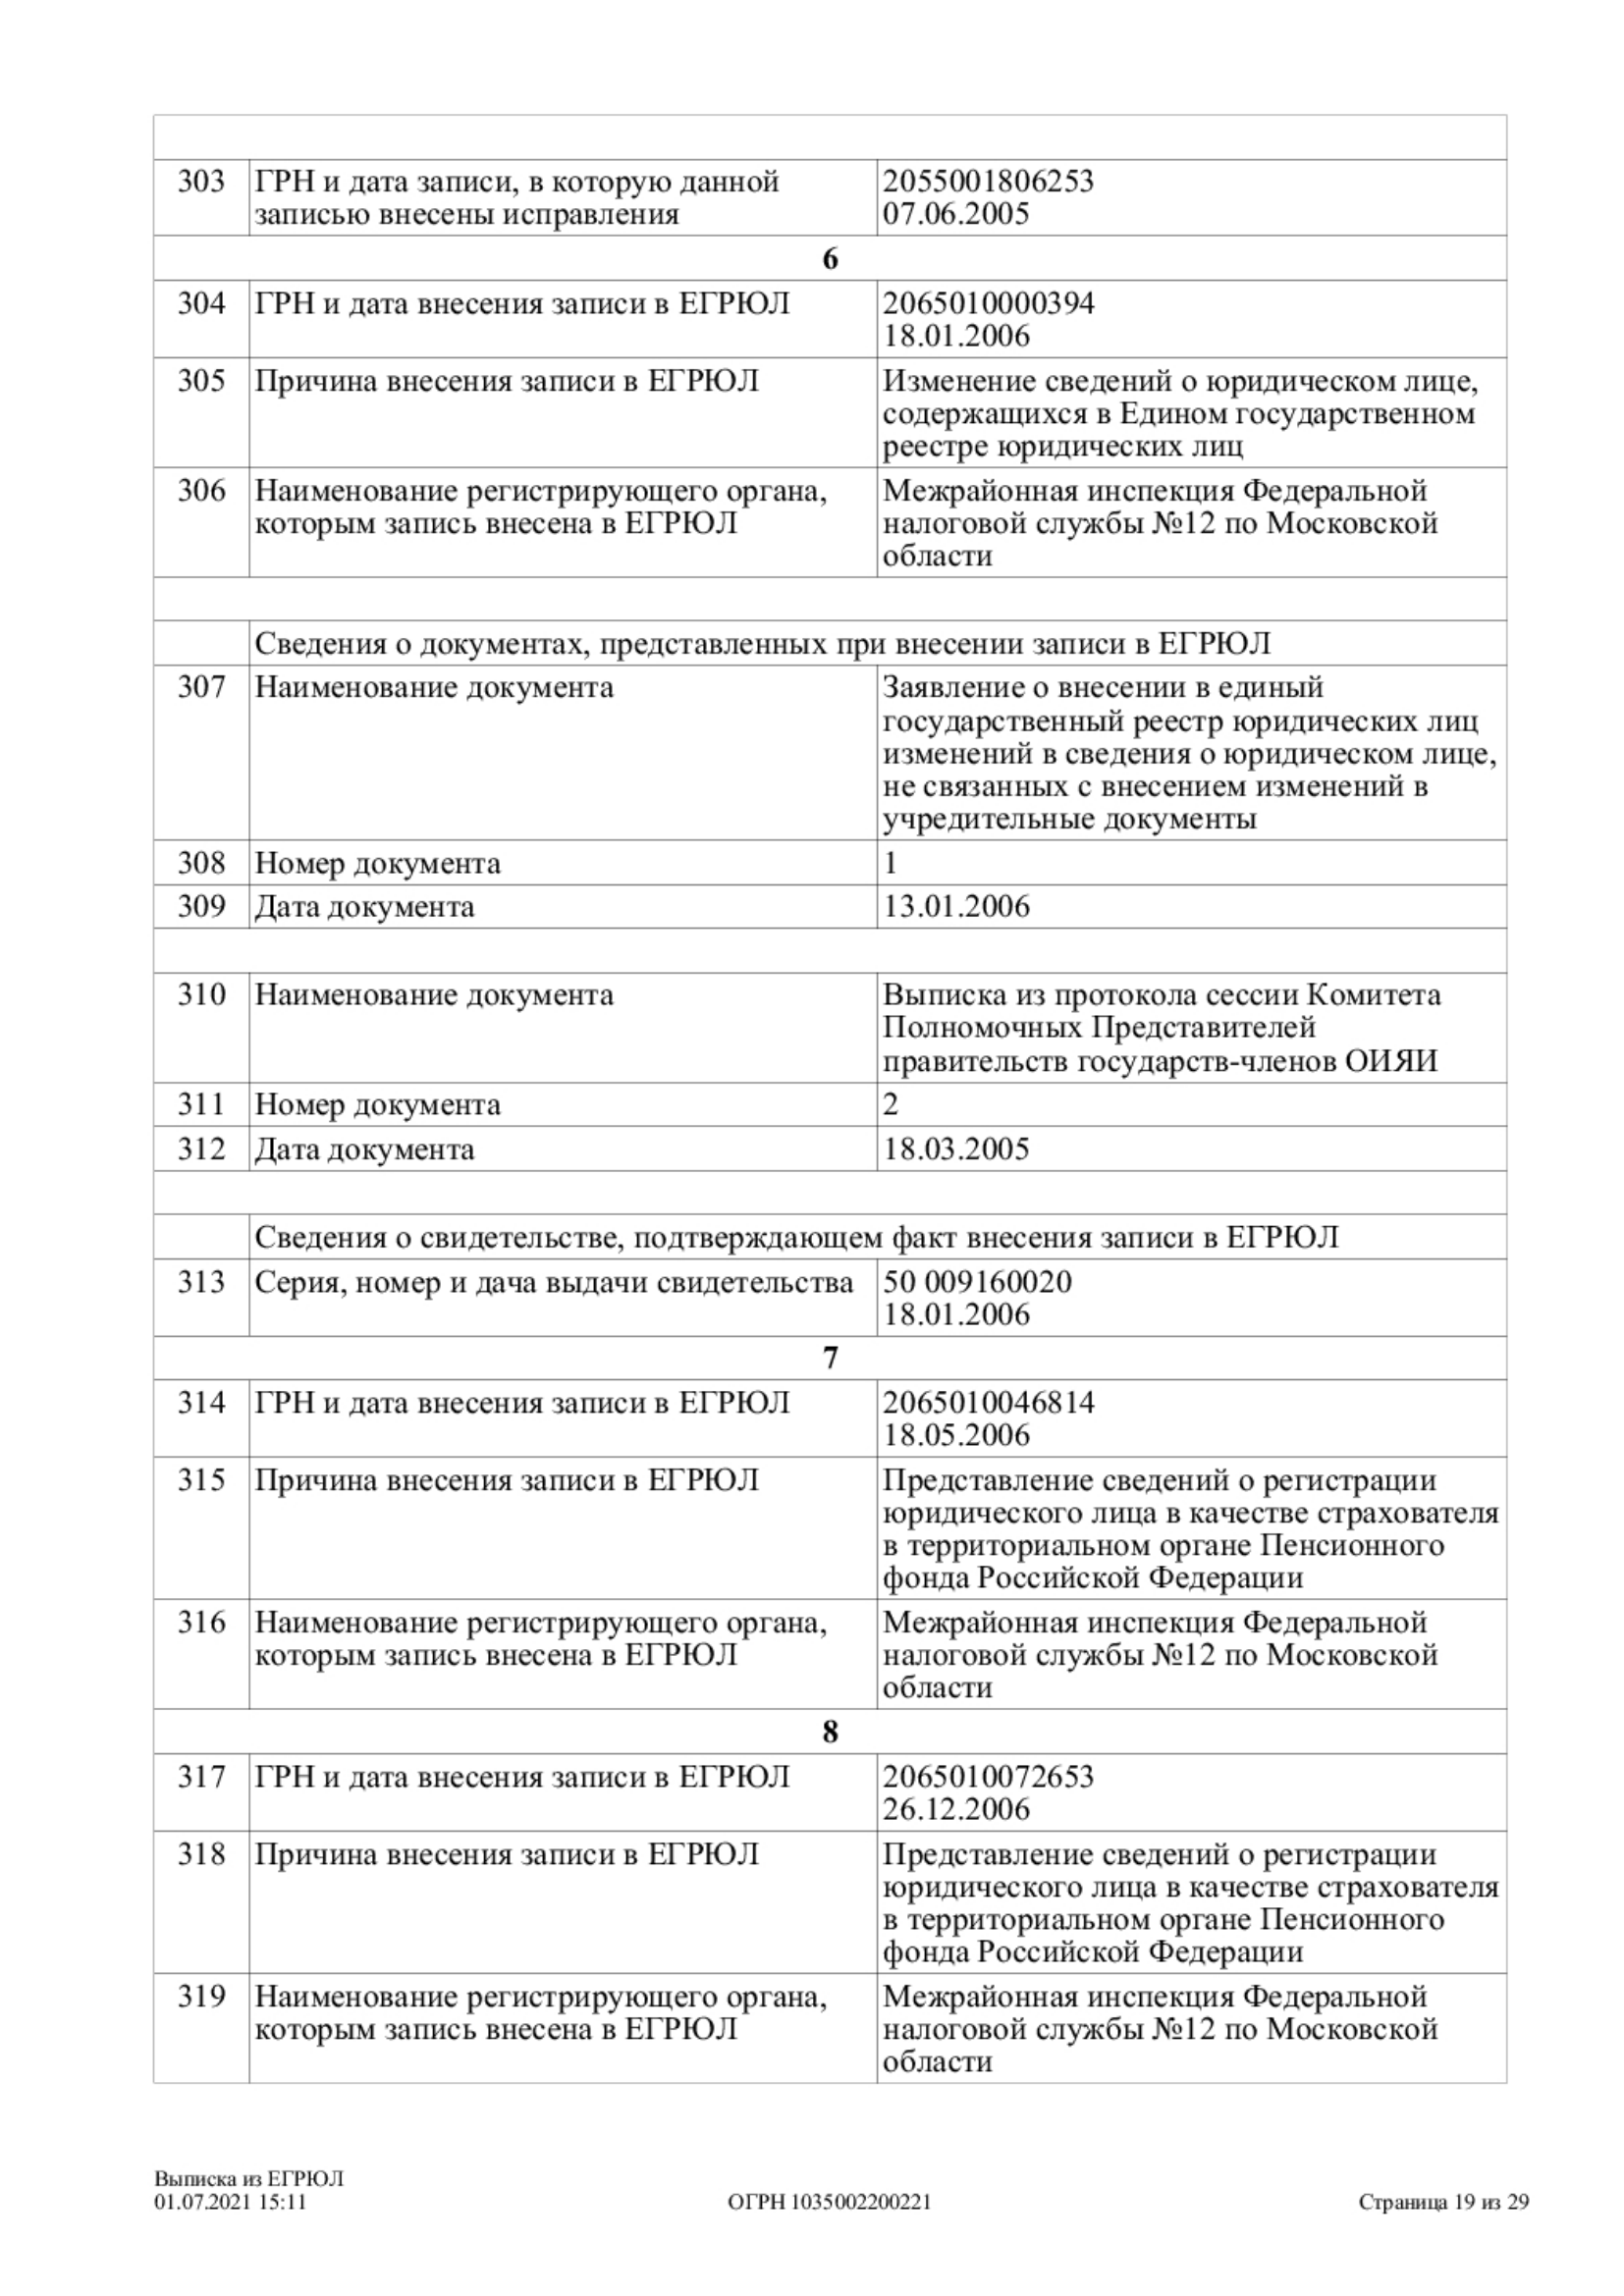 303 ГРН и дата записи, в которую данной 2055001806253
записью внесены исправления 07.06.2005
6
304 ГРН и дата внесения записи в ЕГРЮЛ 2065010000394
18.01.2006
305 Причина внесения записи в ЕГРЮЛ Изменение сведений о юридическом лице,
содержащихся в Едином государственном
реестре юридических лиц
306 Наименование регистрирующего органа, Межрайонная инспекция Федеральной
которым запись внесена в ЕГРЮЛ налоговой службы №12 по Московской
области
Сведения о документах, представленных при внесении записи в ЕГРЮЛ
307 Наименование документа Заявление о внесении в единый
государственный реестр юридических лиц
изменений в сведения о юридическом лице,
не связанных с внесением изменений в
учредительные документы
308 Номер документа 1
309 Дата документа 13.01.2006
310 Наименование документа Выписка из протокола сессии Комитета
Полномочных Представителей
правительств государств-членов ОИЯИ
311 Номер документа 2
312 Дата документа 18.03.2005
Сведения о свидетельстве, подтверждающем факт внесения записи в ЕГРЮЛ
313 Серия, номер и дача выдачи свидетельства 50 009160020
18.01.2006
7
314 ГРН и дата внесения записи в ЕГРЮЛ 2065010046814
18.05.2006
315 Причина внесения записи в ЕГРЮЛ Представление сведений о регистрации
юридического лица в качестве страхователя
в территориальном органе Пенсионного
фонда Российской Федерации
316 Наименование регистрирующего органа, Межрайонная инспекция Федеральной
которым запись внесена в ЕГРЮЛ налоговой службы №12 по Московской
области
8
317 ГРН и дата внесения записи в ЕГРЮЛ 2065010072653
26.12.2006
318 Причина внесения записи в ЕГРЮЛ Представление сведений о регистрации
юридического лица в качестве страхователя
в территориальном органе Пенсионного
фонда Российской Федерации
319 Наименование регистрирующего органа, Межрайонная инспекция Федеральной
которым запись внесена в ЕГРЮЛ налоговой службы №12 по Московской
области
Выписка из ЕГРЮЛ
01.07.2021 15:11 ОГРН 1035002200221 Страница 19 из 29